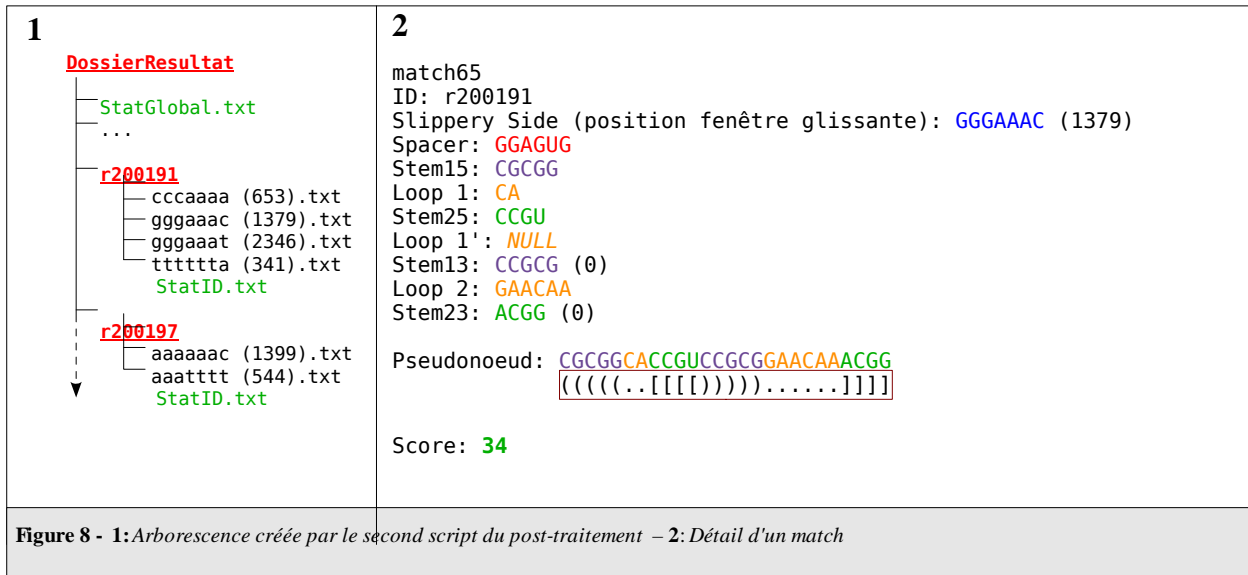 1
DossierResultat
StatGlobal.txt
...
r200191
cccaaaa (653).txt
gggaaac (1379).txt
gggaaat (2346).txt
ttttta (341).txt
StatID.txt
r200197
aaaaaac (1399).txt
aaatttt (544).txt
StatID.txt
2
match65
ID: r200191
Slippery Side (position fenêtre glissante): GGGAAAC (1379)
Spacer: GGAGUG
Stem15: CGCGG
Loop 1: CA
Stem25: CCGU
Loop 1': NULL
Stem13: CCGCG (0)
Loop 2: GAACAA
Stem23: ACGG (0)
Pseudonoeud: CGCGGCACCGUCCGCGGAACAAACGG
(((((..[[[[)))))......]]]]
Score: 34
Figure 8 - 1: Arborescence créée par le second script du post-traitement – 2: Détail d'un match